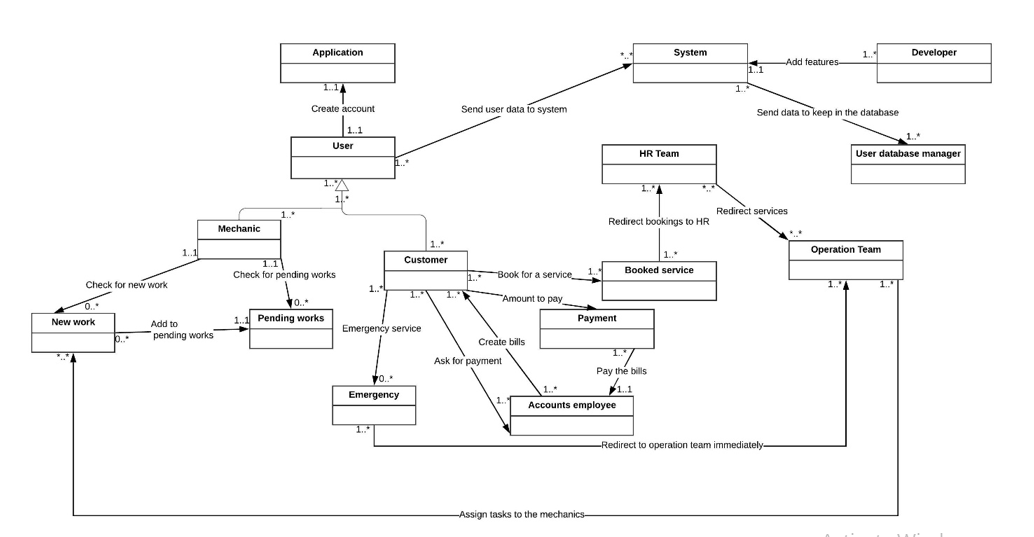 Application
System
Developer
*..*
1..*
Add features
1..1
1..1
1..*
Create account
Send user data to system
Send data to keep in the database
1..1
1..*
User
HR Team
User database manager
1..*
1..*
1..*
1..*
*..*
1..*
1..*
Redirect services
Redirect bookings to HR
Mechanic
*..*
1..*
Operation Team
1..1
Customer
1..*
1..1
Check for pending works
1..*
Book for a service
1..*
Booked service
Check for new work
1..*
1..*
1..*
1..*
1..*
Amount to pay
0..*
0..*
New work
Add to
pending works
1..1
Pending works
Payment
0..*
Emergency service
Create bills
*..*
1..*
Ask for payment
Pay the bills
0..*
1..*
1..1
Emergency
1..*
Accounts employee
1..*
Redirect to operation team immediately
Assign tasks to the mechanics